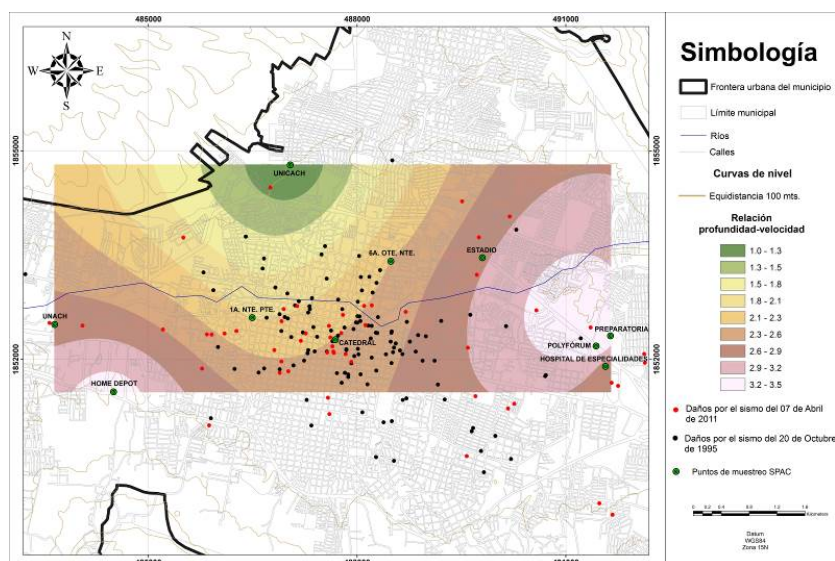 485000
488000
491000
N
W
E
S
1855000
1855000
UNICACH
6A. OTE. NTE.
ESTADIO
UNACH
1A. NTE. PTE.
CATEDRAL
PREPARATORIA
POLYFÓRUM
HOSPITAL DE ESPECIALIDADES
1852000
1852000
HOME DEPOT
488000
491000
Simbología
Frontera urbana del municipio
Límite municipal
Ríos
Calles
Curvas de nivel
Equidistancia 100 mts.
Relación
profundidad-velocidad
1.0 - 1.3
1.3 - 1.5
1.5 - 1.8
1.8 - 2.1
2.1 - 2.3
2.3 - 2.6
2.6 - 2.9
2.9 - 3.2
3.2 - 3.5
Daños por el sismo del 07 de Abril
de 2011
Daños por el sismo del 20 de Octubre
de 1995
Puntos de muestreo SPAC
Kilómetros
Datum
WGS84
Zona 15N